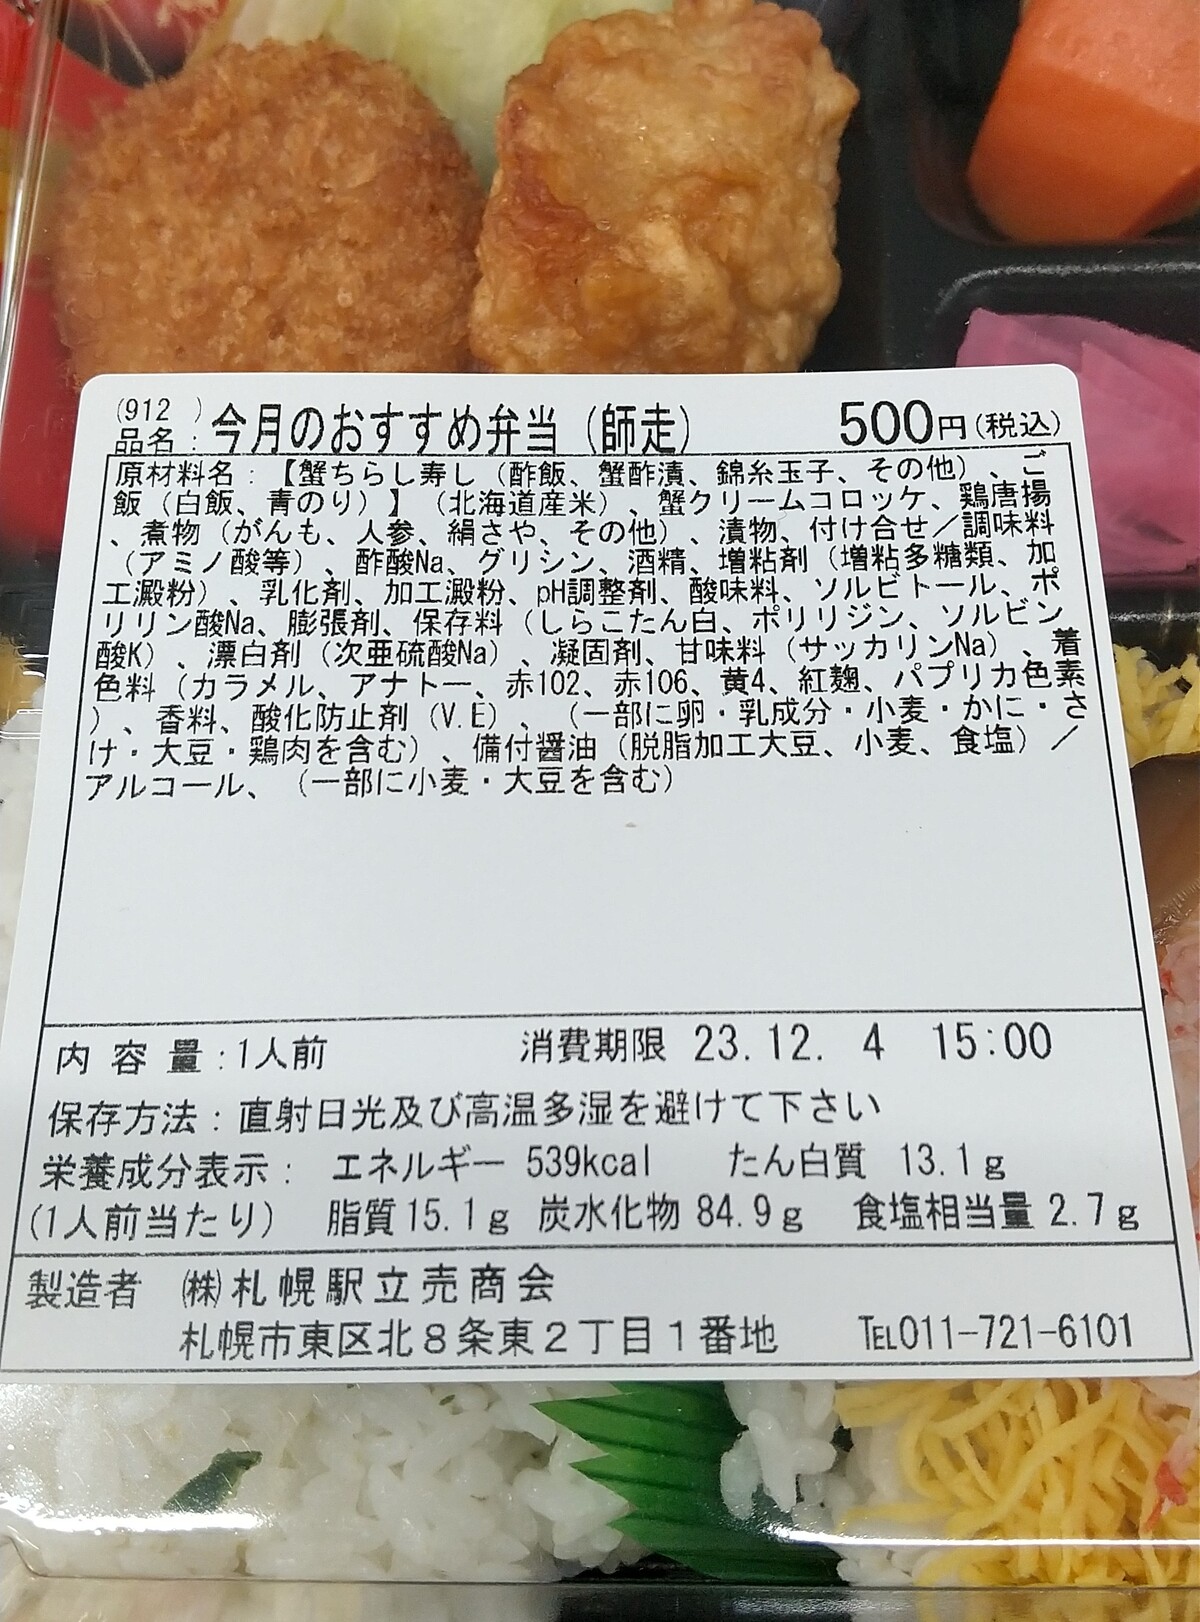 (912 )
品名: 今月のおすすめ弁当(師走) 500円(税込)
原材料名:【蟹ちらし寿し(酢飯、蟹酢漬、錦糸玉子、その他)、ご
飯(白飯、青のり)】(北海道産米)、蟹クリームコロッケ、鶏唐揚
、煮物(がんも、人参、絹さや、その他)、漬物、付け合せ/調味料
(アミノ酸等)、酢酸Na、グリシン、酒精、増粘剤(増粘多糖類、加
工澱粉)、乳化剤、加工澱粉、pH調整剤、酸味料、ソルビトール、ポ
リリン酸Na、膨張剤、保存料(しらこたん白、ポリリジン、ソルビン
酸K)、漂白剤(次亜硫酸Na)、凝固剤、甘味料(サッカリンNa)、着
色料(カラメル、アナトー、赤102、赤106、黄4、紅麹、パプリカ色素
)、香料、酸化防止剤(V.E)、(一部に卵・乳成分・小麦・かに・さ
け・大豆・鶏肉を含む)、備付醤油(脱脂加工大豆、小麦、食塩)/
アルコール、(一部に小麦・大豆を含む)
内容量:1人前 消費期限 23.12. 4 15:00
保存方法:直射日光及び高温多湿を避けて下さい
栄養成分表示: エネルギー 539kcal たん白質 13.1g
(1人前当たり) 脂質15.1g 炭水化物 84.9g 食塩相当量 2.7g
製造者 ㈱札幌駅立売商会
札幌市東区北8条東2丁目1番地 TEL011-721-6101